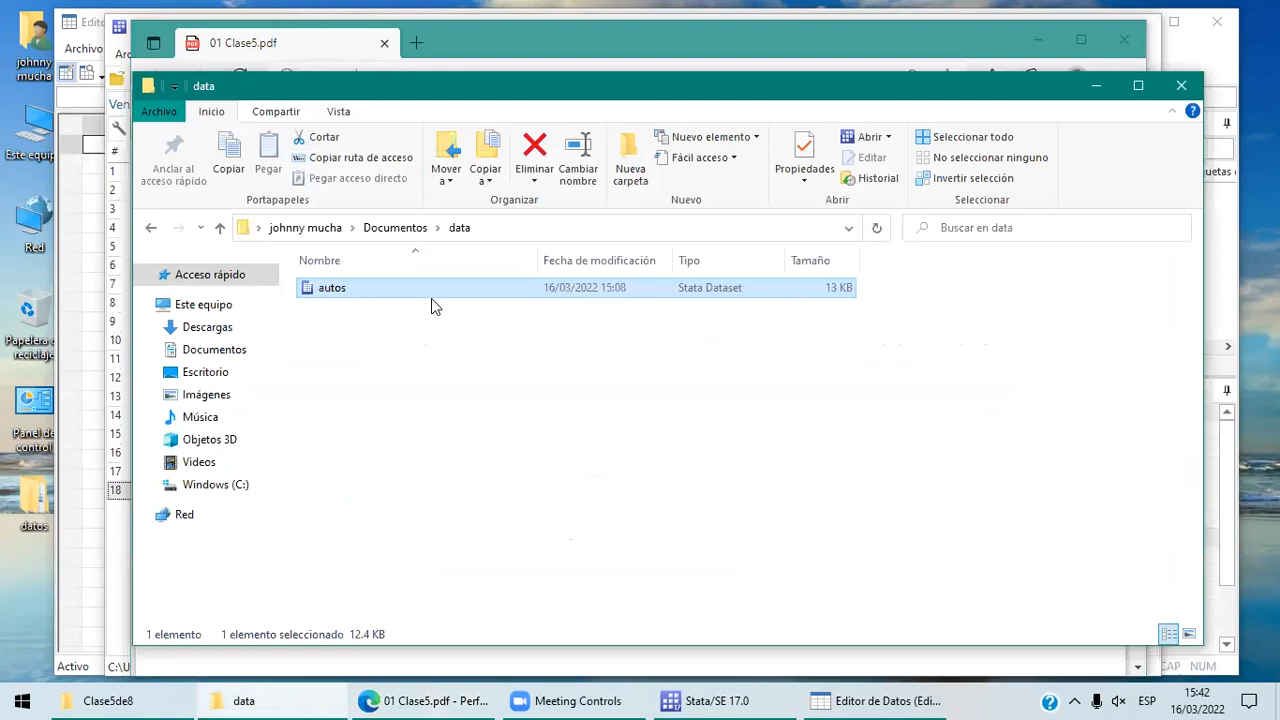 Edito
01 Clase5.pdf
johnny
mucha
Archivo
Ar
data
Archivo
Inicio
Compartir
Vista
Ven
Este equipo
#
Anclar al
acceso rápido
Copiar
Pegar
Cortar
Copiar ruta de acceso
Pegar acceso directo
Portapapeles
Mover
a
Copiar
a
Eliminar
Cambiar
nombre
Organizar
Nueva
carpeta
Nuevo elemento
Fácil acceso
Nuevo
Propiedades
Abrir
Editar
Historial
Abrir
Seleccionar todo
No seleccionar ninguno
Invertir selección
Seleccionar
uetas
johnny mucha > Documentos > data
Buscar en data
Nombre
Fecha de modificación
Tipo
Tamaño
autos
16/03/2022 15:08
Stata Dataset
13 KB
Acceso rápido
Este equipo
Descargas
Documentos
Escritorio
Imágenes
Música
Objetos 3D
Videos
Windows (C:)
Red
1
2
3
4
5
6
7
8
9
10
11
12
13
14
15
16
17
18
Red
Papelera
reciclaje
Panel de
control
datos
1 elemento
1 elemento seleccionado 12.4 KB
Activo
C:\U
CAP
NUM
Clase5de8
data
01 Clase5.pdf - Perf...
Meeting Controls
Stata/SE 17.0
Editor de Datos (Edi...
ESP
15:42
16/03/2022